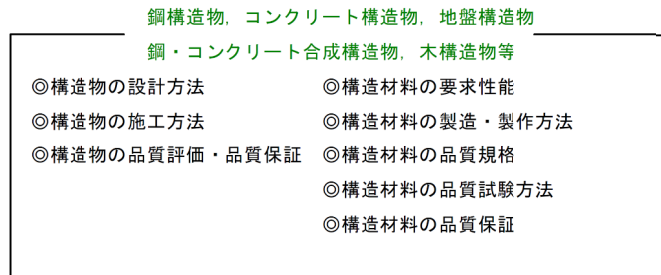 鋼構造物，コンクリート構造物，地盤構造物
鋼・コンクリート合成構造物，木構造物等
◎構造物の設計方法
◎構造物の施工方法
◎構造物の品質評価・品質保証
◎構造材料の要求性能
◎構造材料の製造・製作方法
◎構造材料の品質規格
◎構造材料の品質試験方法
◎構造材料の品質保証